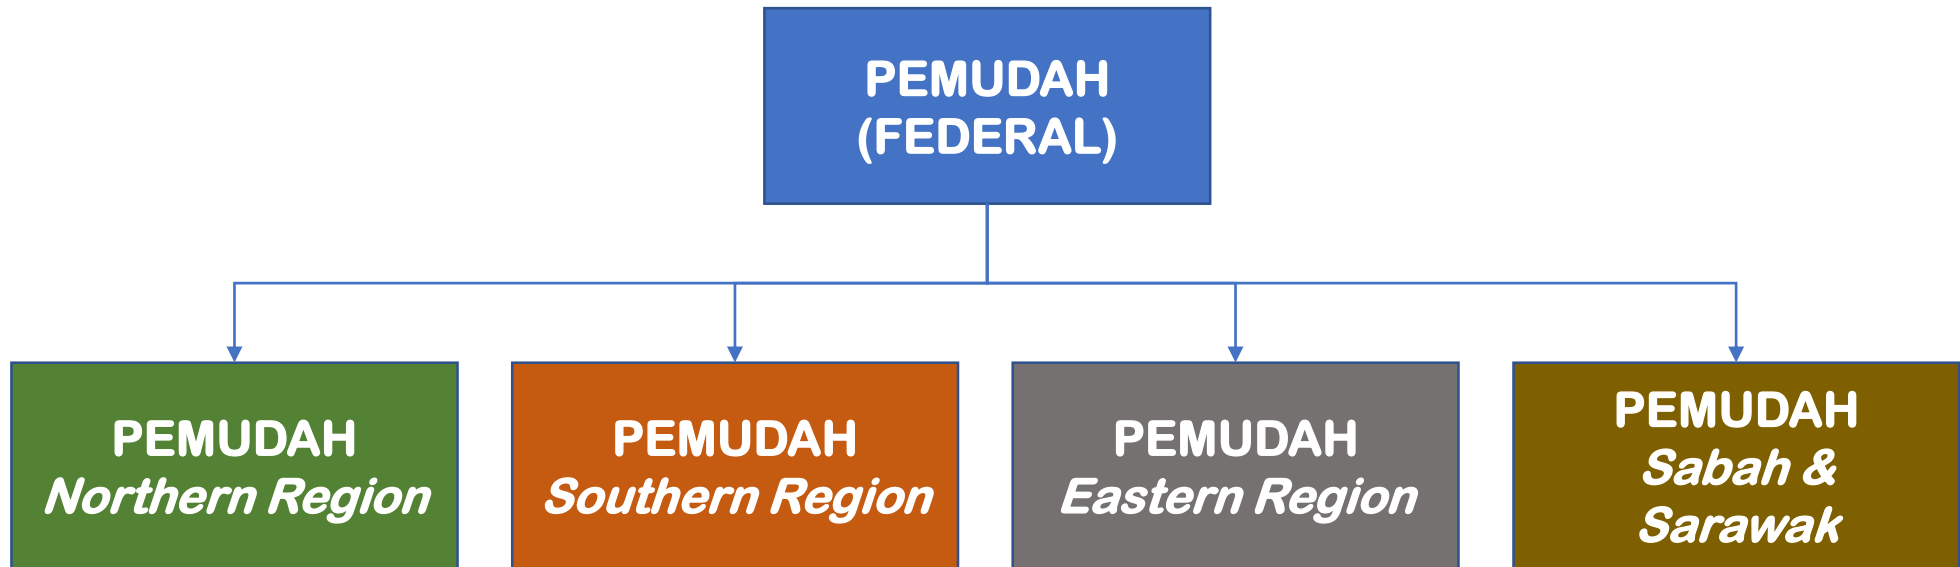 PEMUDAH
(FEDERAL)
PEMUDAH
Northern Region
PEMUDAH
Southern Region
PEMUDAH
Eastern Region
PEMUDAH
Sabah &
Sarawak